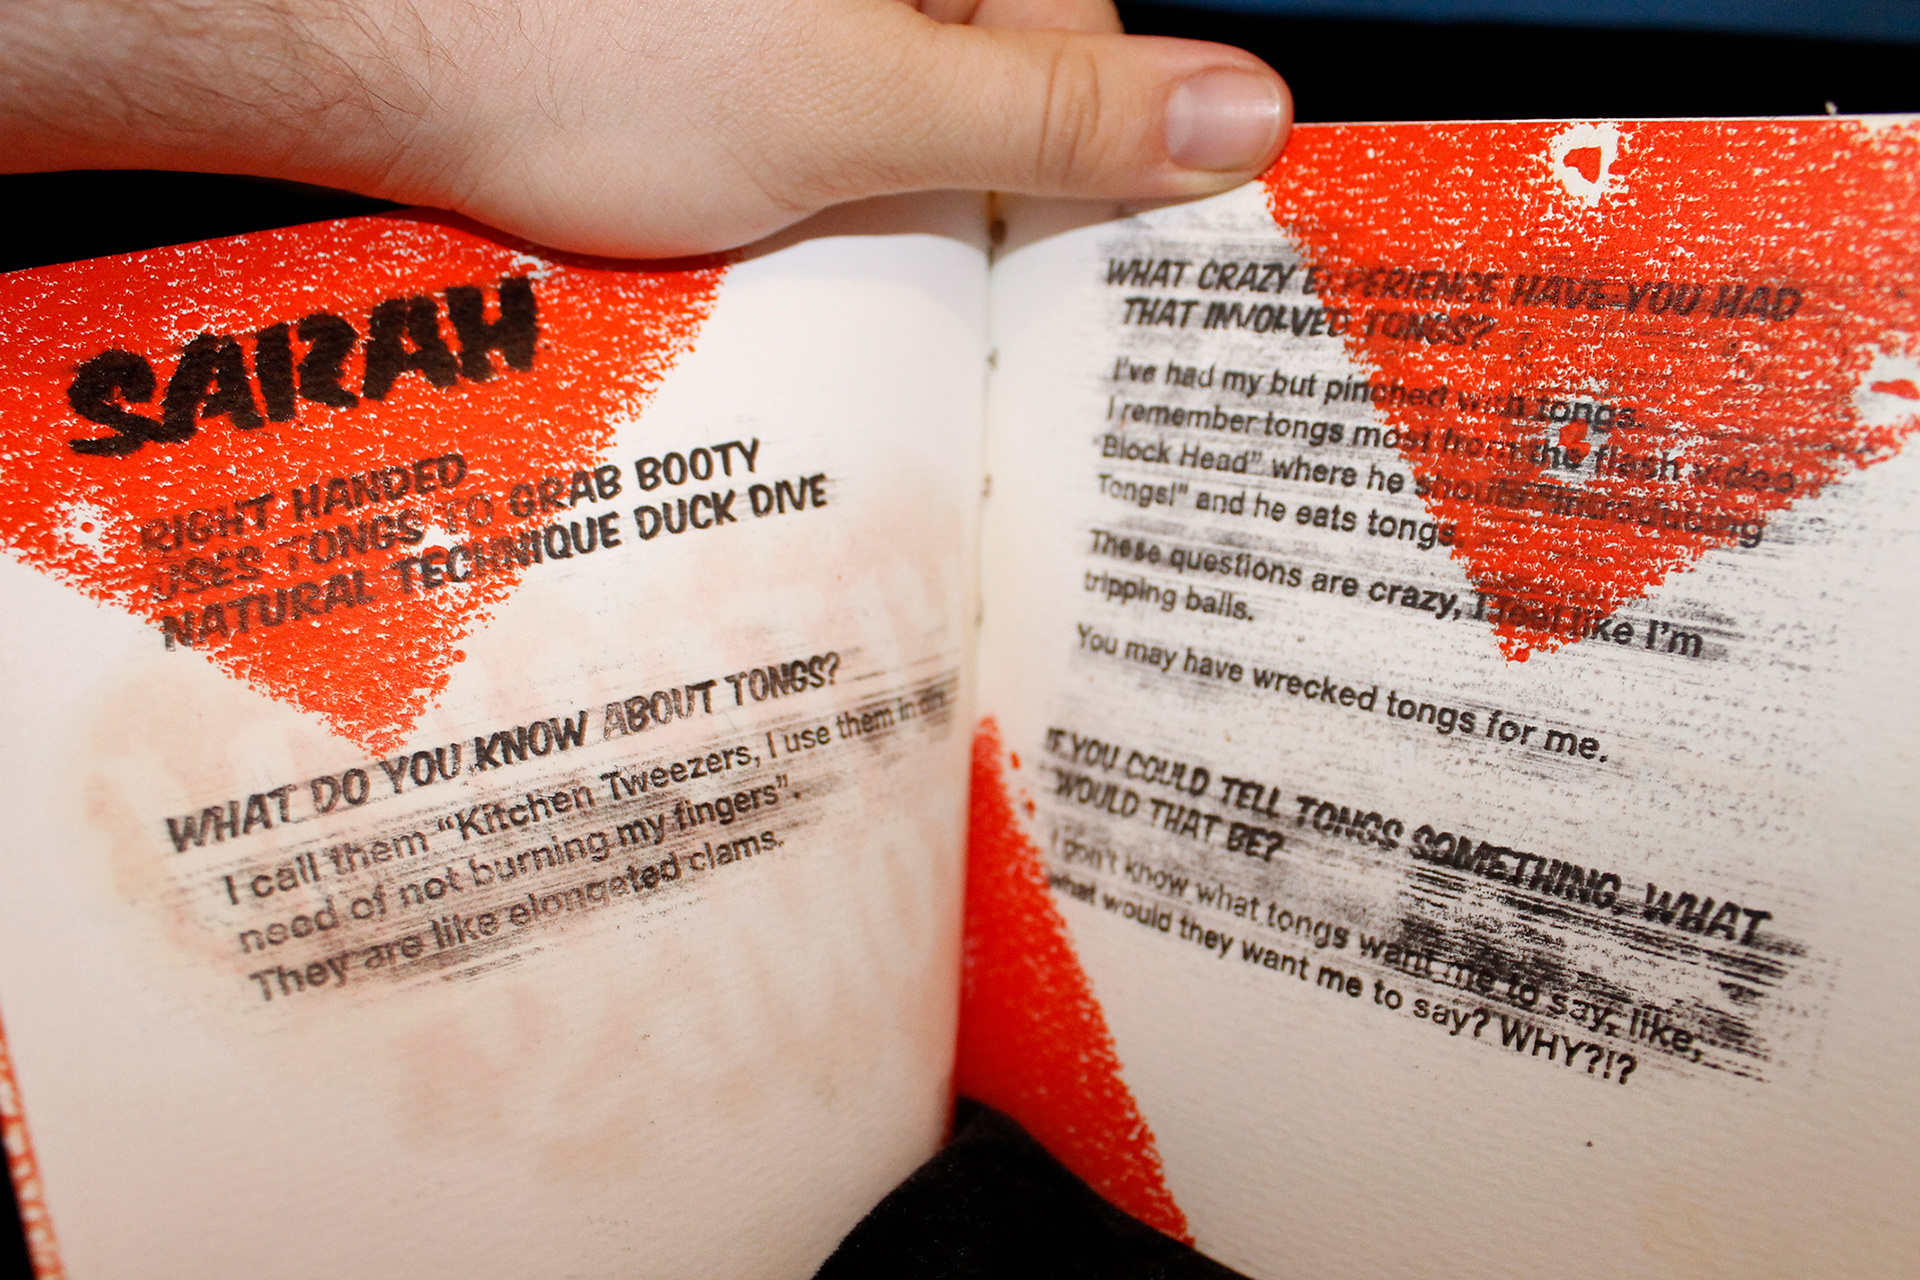 SARAH
RIGHT HANDED
USES TONGS TO GRAB BOOTY
NATURAL TECHNIQUE DUCK DIVE
WHAT DO YOU KNOW ABOUT TONGS?
I call them “Kitchen Tweezers, I use them in dire
need of not burning my fingers”.
They are like elongated clams.
WHAT CRAZY EXPERIENCE HAVE YOU HAD
THAT INVOLVED TONGS?
I've had my but pinched with tongs.
I remember tongs most from the flash video
"Block Head" where he shouts "Introducing
Tongs!" and he eats tongs.
These questions are crazy, I feel like I'm
tripping balls.
You may have wrecked tongs for me.
IF YOU COULD TELL TONGS SOMETHING, WHAT
WOULD THAT BE?
I don't know what tongs want me to say, like,
what would they want me to say? WHY?!?